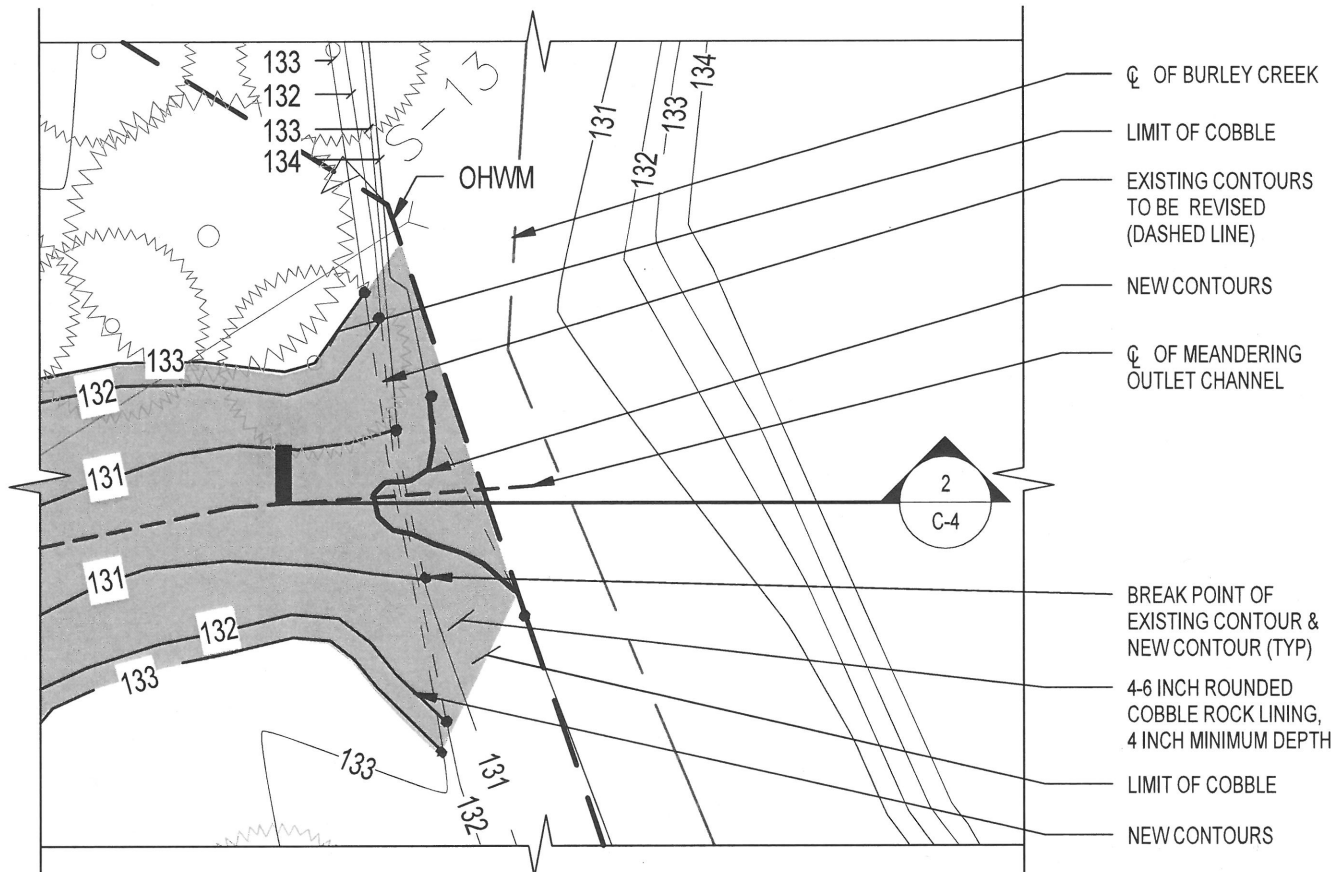 133
132
133
134
S-13
OHWM
131
132
133
134
℄ OF BURLEY CREEK
LIMIT OF COBBLE
EXISTING CONTOURS
TO BE REVISED
(DASHED LINE)
NEW CONTOURS
℄ OF MEANDERING
OUTLET CHANNEL
133
132
131
131
132
133
133
131
132
2
C-4
BREAK POINT OF
EXISTING CONTOUR &
NEW CONTOUR (TYP)
4-6 INCH ROUNDED
COBBLE ROCK LINING,
4 INCH MINIMUM DEPTH
LIMIT OF COBBLE
NEW CONTOURS